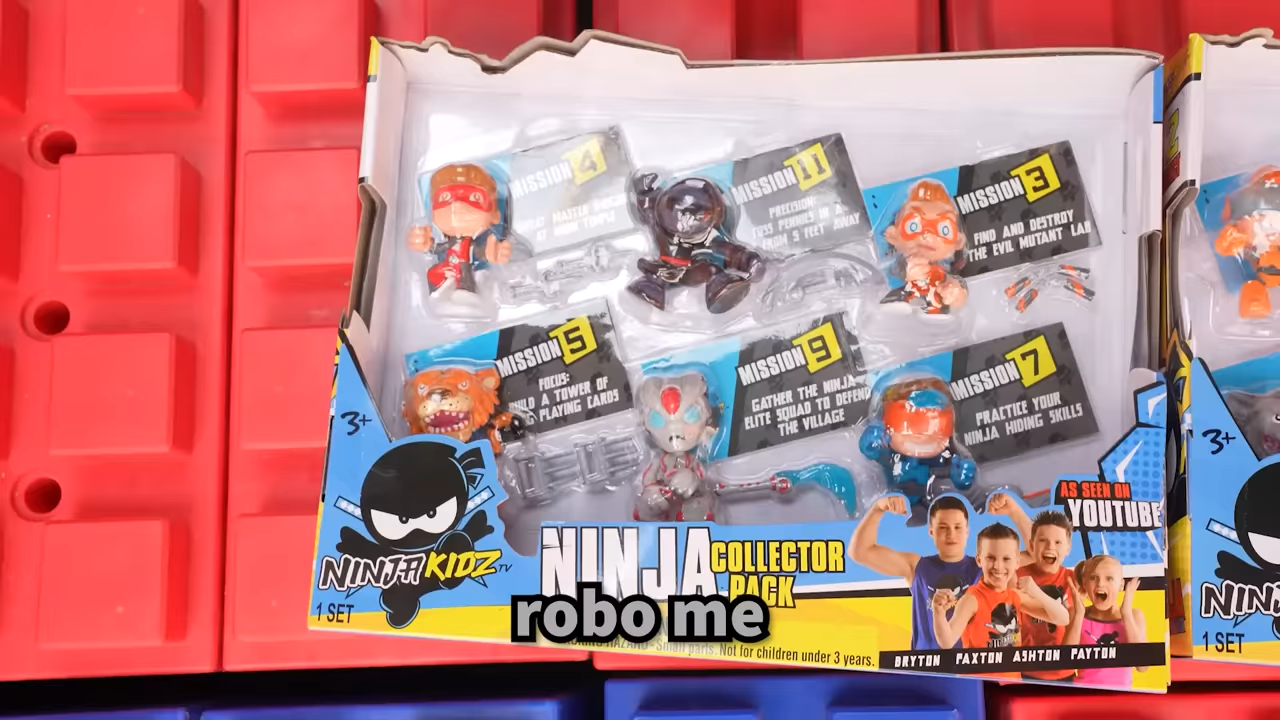 MISSION 4
MISSION 11
PRECISION:
TOSS PENNIES IN A
FROM 5 FEET AWAY
MISSION 3
FIND AND DESTROY
THE EVIL MUTANT LAB
MISSION 5
FOCUS:
BUILD A TOWER OF
PLAYING CARDS
MISSION 9
GATHER THE NINJA
ELITE SQUAD TO DEFEND
THE VILLAGE
MISSION 7
PRACTICE YOUR
NINJA HIDING SKILLS
3+
NINJA KIDZ TV
1 SET
NINJA COLLECTOR
PACK
AS SEEN ON
YOUTUBE
robo me
HAZARD-Small parts. Not for children under 3 years.
BRYTON PAXTON ASHTON PAYTON
3+
1 SET